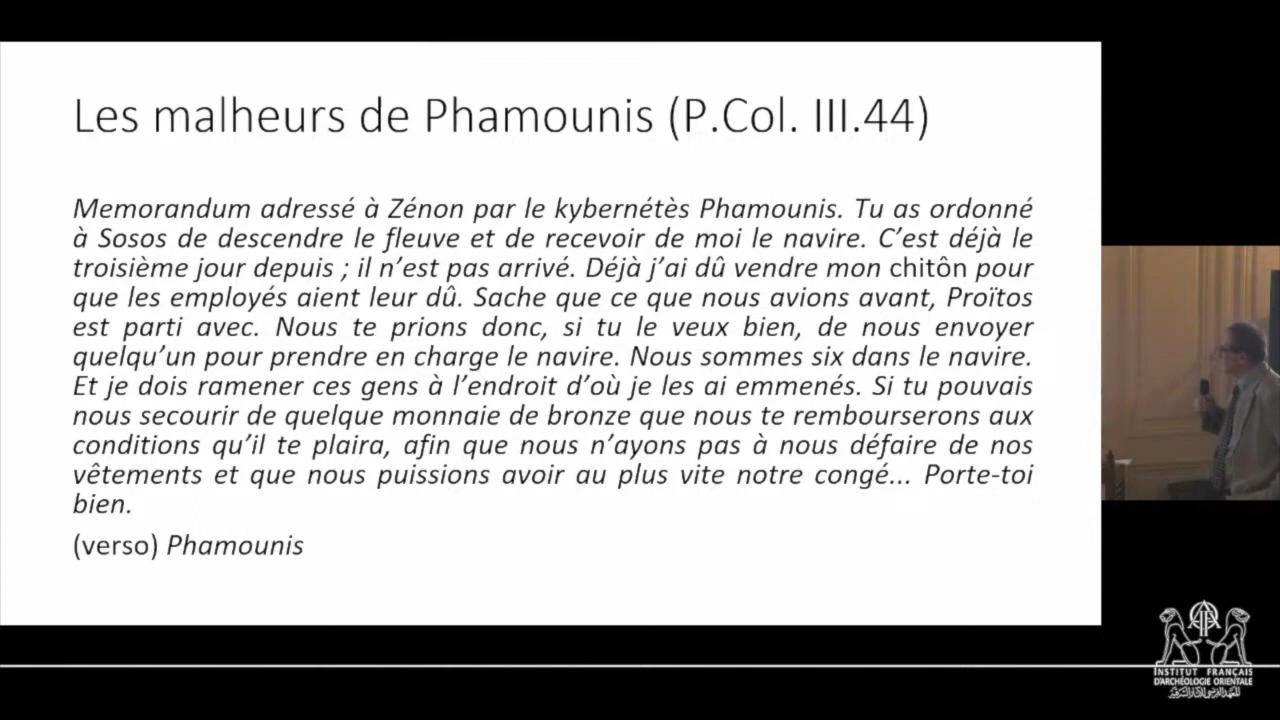 Les malheurs de Phamounis (P.Col. III.44)
Memorandum adressé à Zénon par le kybernétès Phamounis. Tu as ordonné
à Sosos de descendre le fleuve et de recevoir de moi le navire. C’est déjà le
troisième jour depuis ; il n’est pas arrivé. Déjà j’ai dû vendre mon chitôn pour
que les employés aient leur dû. Sache que ce que nous avions avant, Proïtos
est parti avec. Nous te prions donc, si tu le veux bien, de nous envoyer
quelqu’un pour prendre en charge le navire. Nous sommes six dans le navire.
Et je dois ramener ces gens à l’endroit d’où je les ai emmenés. Si tu pouvais
nous secourir de quelque monnaie de bronze que nous te rembourserons aux
conditions qu’il te plaira, afin que nous n’ayons pas à nous défaire de nos
vêtements et que nous puissions avoir au plus vite notre congé... Porte-toi
bien.
(verso) Phamounis
INSTITUT FRANÇAIS
D’ARCHÉOLOGIE ORIENTALE